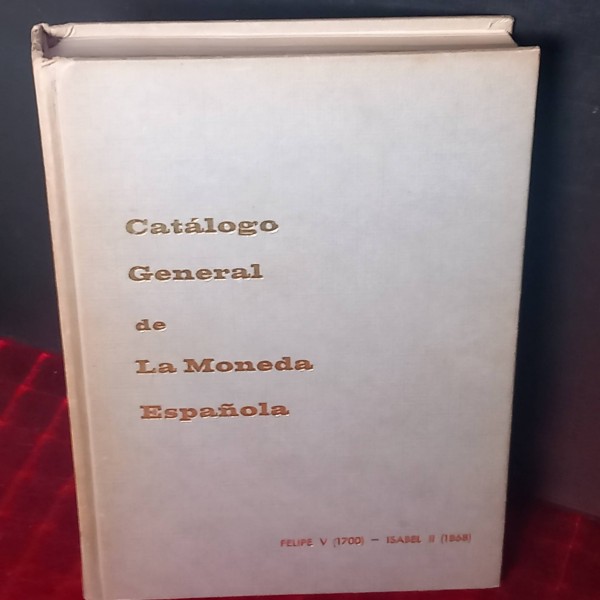 Catálogo
General
de
La Moneda
Española
FELIPE V (1700) - ISABEL II (1868)